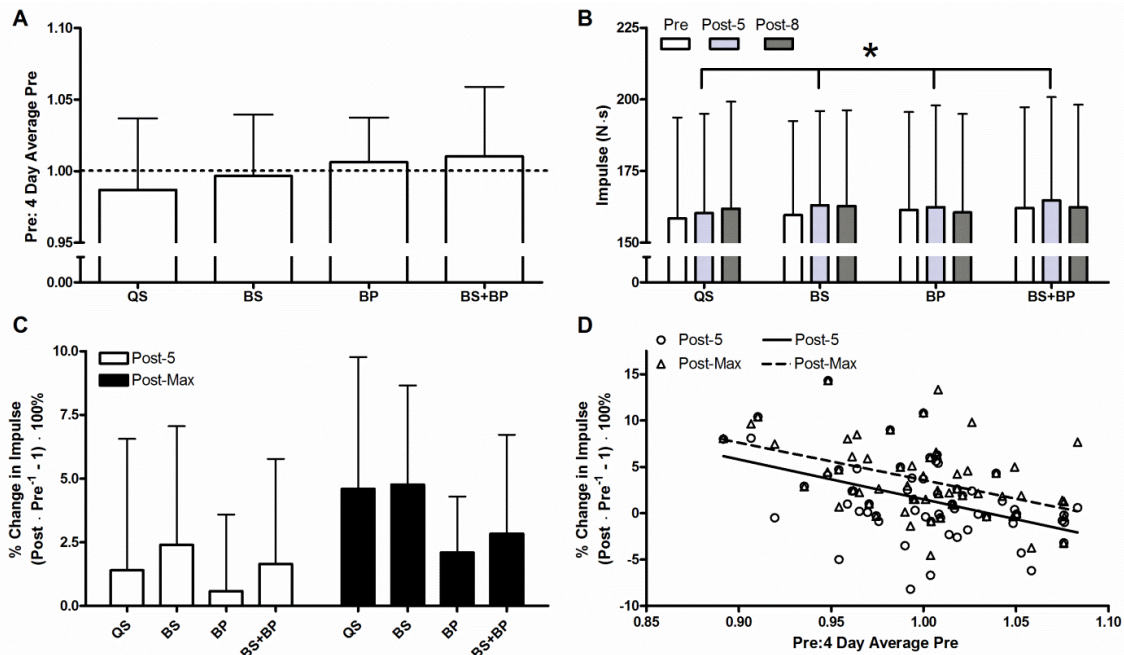 A
Pre: 4 Day Average Pre
1.10
1.05
1.00
0.95
0.00
QS
BS
BP
BS+BP
B
Pre
Post-5
Post-8
*
Impulse (N·s)
225
200
175
150
0
QS
BS
BP
BS+BP
C
Post-5
Post-Max
% Change in Impulse
(Post · Pre⁻¹ - 1) · 100%
10.0
7.5
5.0
2.5
0.0
QS
BS
BP
BS+BP
QS
BS
BP
BS+BP
D
Post-5
Post-5
Post-Max
Post-Max
% Change in Impulse
(Post · Pre⁻¹ - 1) · 100%
15
10
5
0
-5
-10
0.85
0.90
0.95
1.00
1.05
1.10
Pre:4 Day Average Pre